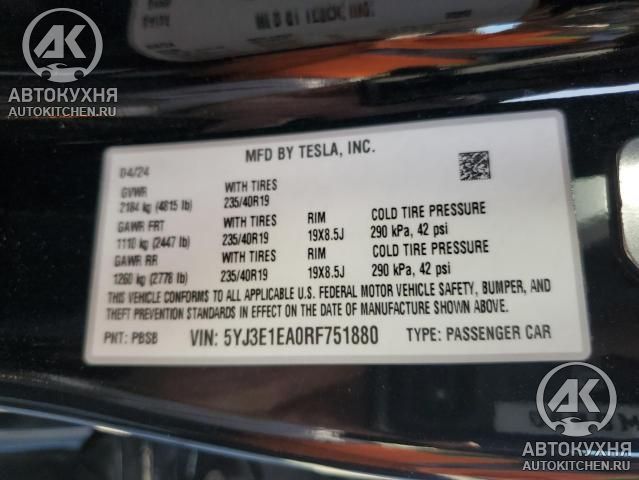 АК
АВТОКУХНЯ
AUTOKITCHEN.RU
MFD BY TESLA, INC.
04/24
GVWR WITH TIRES
2184 kg (4815 lb) 235/40R19
GAWR FRT WITH TIRES RIM COLD TIRE PRESSURE
1110 kg (2447 lb) 235/40R19 19X8.5J 290 kPa, 42 psi
GAWR RR WITH TIRES RIM COLD TIRE PRESSURE
1260 kg (2778 lb) 235/40R19 19X8.5J 290 kPa, 42 psi
THIS VEHICLE CONFORMS TO ALL APPLICABLE U.S. FEDERAL MOTOR VEHICLE SAFETY, BUMPER, AND
THEFT PREVENTION STANDARDS IN EFFECT ON THE DATE OF MANUFACTURE SHOWN ABOVE.
PNT: PBSB VIN: 5YJ3E1EA0RF751880 TYPE: PASSENGER CAR
АК
АВТОКУХНЯ
AUTOKITCHEN.RU